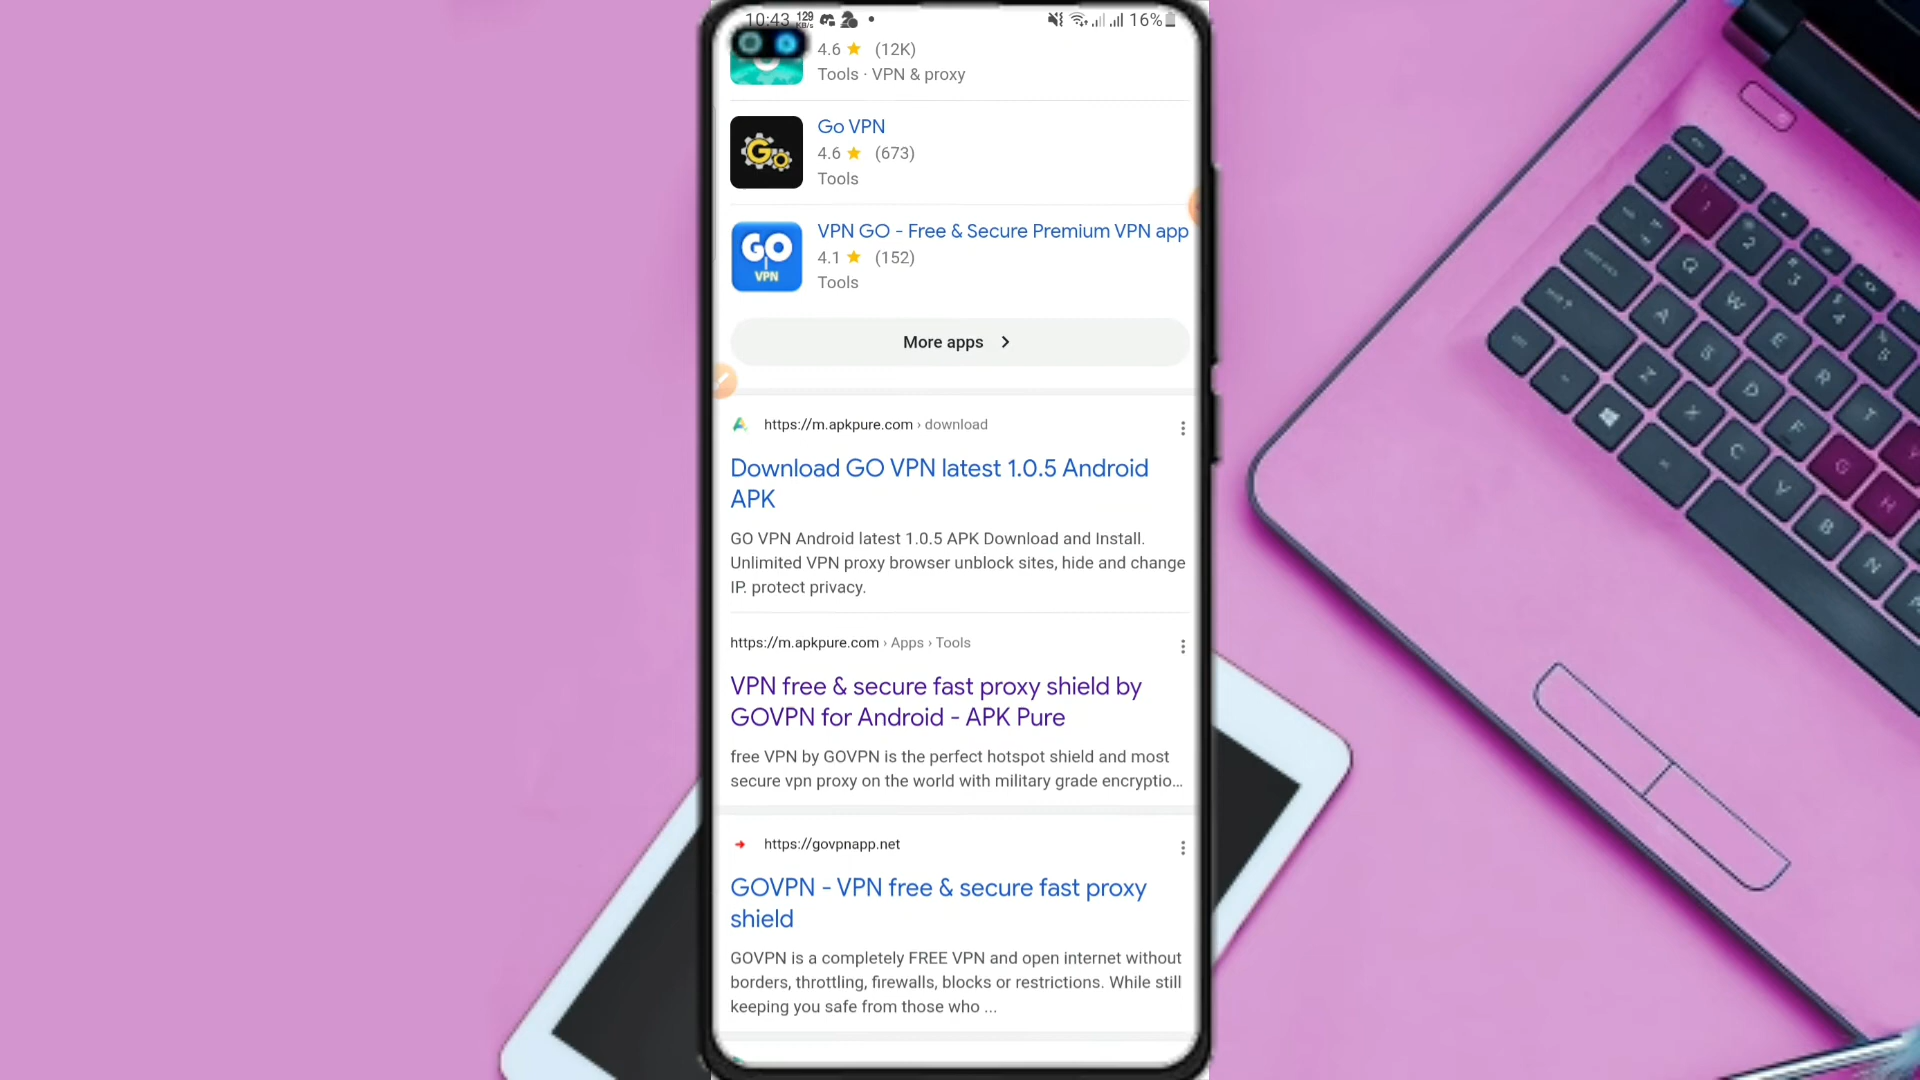 10:43 129 KB/s 16%
4.6 ★ (12K)
Tools · VPN & proxy
Go
Go VPN
4.6 ★ (673)
Tools
GO
VPN
VPN GO - Free & Secure Premium VPN app
4.1 ★ (152)
Tools
More apps >
https://m.apkpure.com › download
Download GO VPN latest 1.0.5 Android
APK
GO VPN Android latest 1.0.5 APK Download and Install.
Unlimited VPN proxy browser unblock sites, hide and change
IP. protect privacy.
https://m.apkpure.com › Apps › Tools
VPN free & secure fast proxy shield by
GOVPN for Android - APK Pure
free VPN by GOVPN is the perfect hotspot shield and most
secure vpn proxy on the world with military grade encryptio...
https://govpnapp.net
GOVPN - VPN free & secure fast proxy
shield
GOVPN is a completely FREE VPN and open internet without
borders, throttling, firewalls, blocks or restrictions. While still
keeping you safe from those who ...